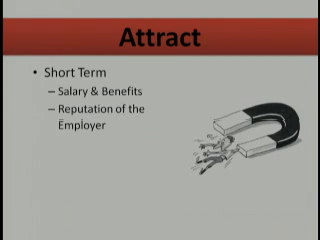 Attract
• Short Term
– Salary & Benefits
– Reputation of the
Employer